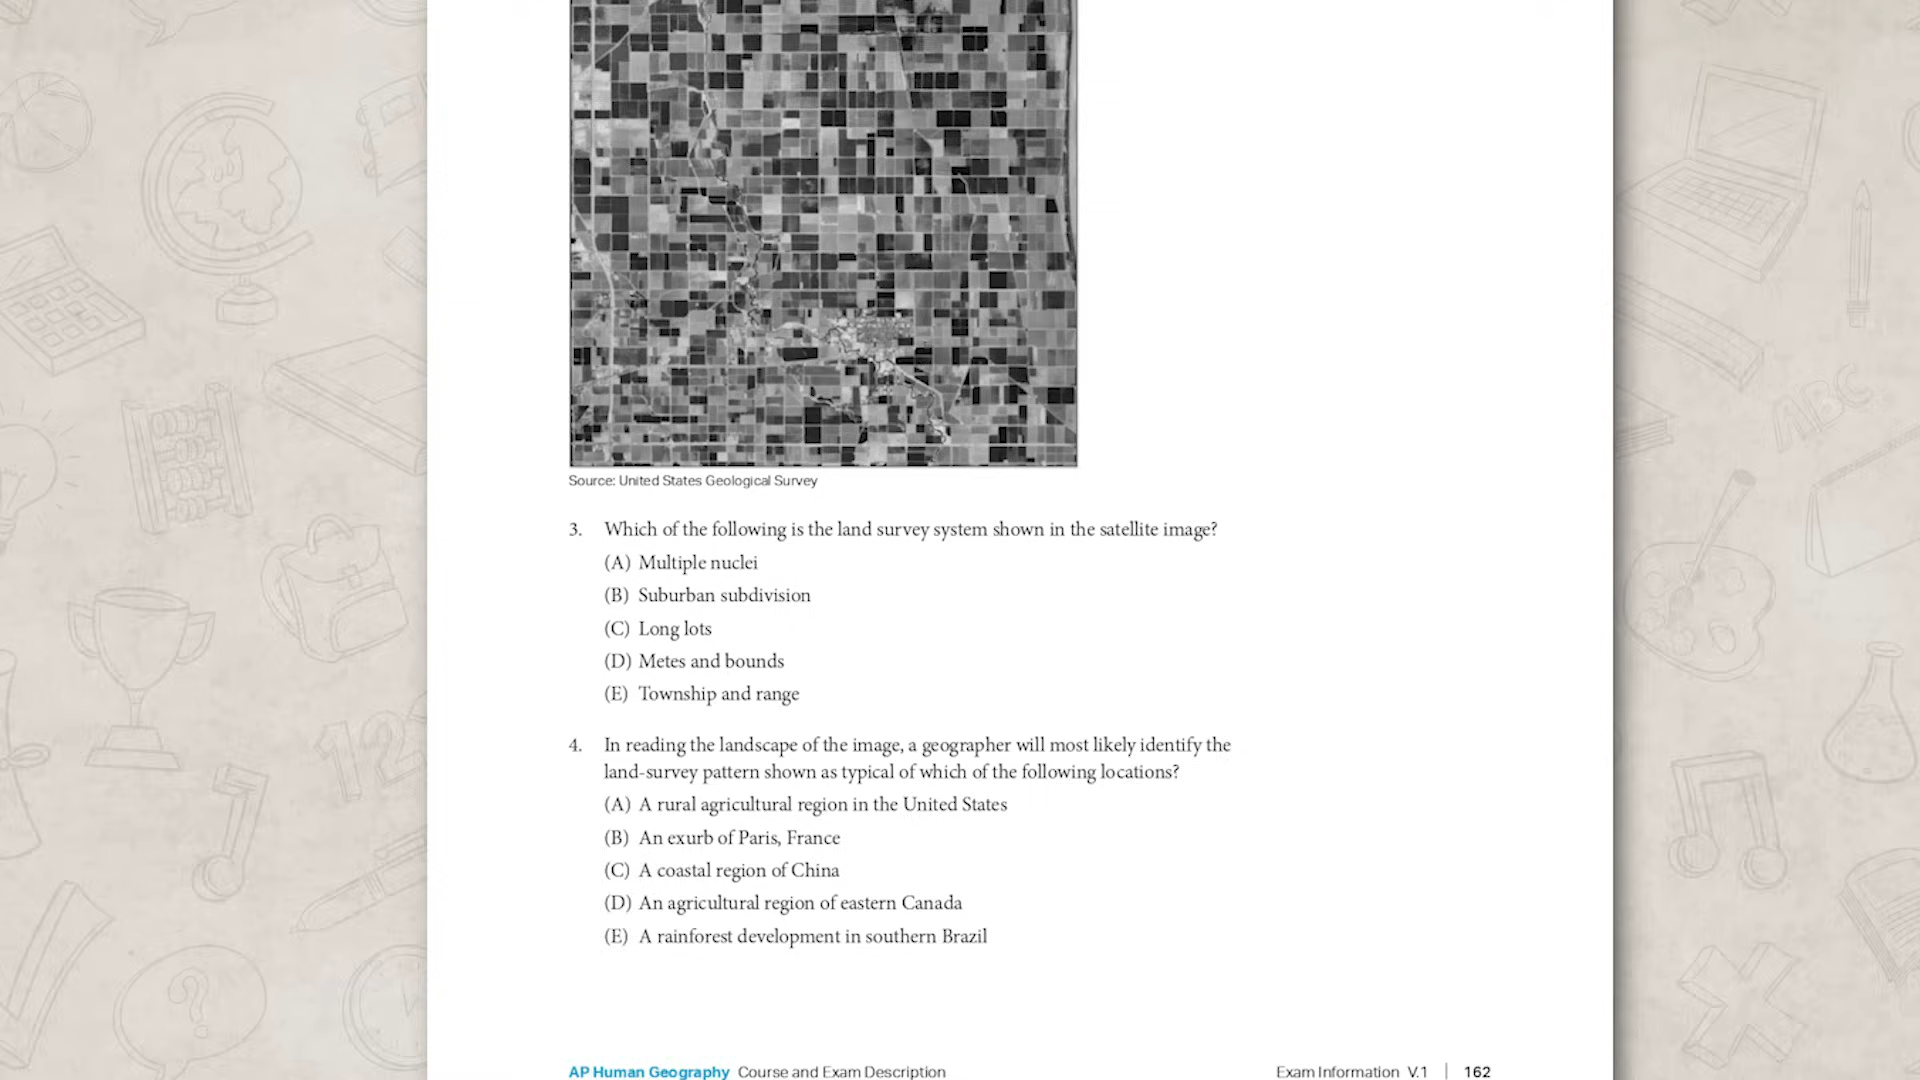 Source: United States Geological Survey
3. Which of the following is the land survey system shown in the satellite image?
(A) Multiple nuclei
(B) Suburban subdivision
(C) Long lots
(D) Metes and bounds
(E) Township and range
4. In reading the landscape of the image, a geographer will most likely identify the
land-survey pattern shown as typical of which of the following locations?
(A) A rural agricultural region in the United States
(B) An exurb of Paris, France
(C) A coastal region of China
(D) An agricultural region of eastern Canada
(E) A rainforest development in southern Brazil
AP Human Geography Course and Exam Description
Exam Information V.1 | 162
ABC
123
?